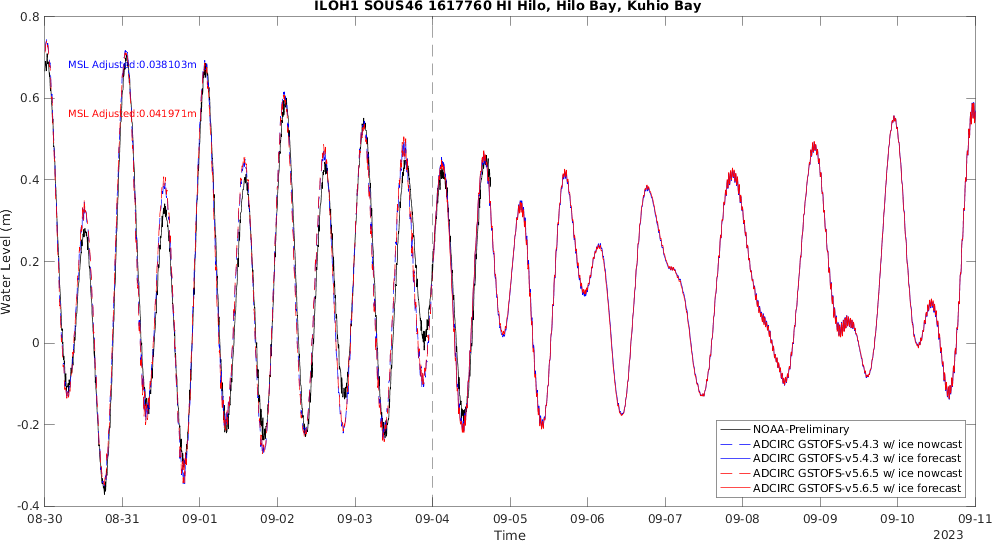 ILOH1 SOUS46 1617760 HI Hilo, Hilo Bay, Kuhio Bay
0.8
0.6
0.4
0.2
0
-0.2
-0.4
Water Level (m)
MSL Adjusted:0.038103m
MSL Adjusted:0.041971m
NOAA-Preliminary
ADCIRC GSTOFS-v5.4.3 w/ ice nowcast
ADCIRC GSTOFS-v5.4.3 w/ ice forecast
ADCIRC GSTOFS-v5.6.5 w/ ice nowcast
ADCIRC GSTOFS-v5.6.5 w/ ice forecast
08-30 08-31 09-01 09-02 09-03 09-04 09-05 09-06 09-07 09-08 09-09 09-10 09-11
Time
2023